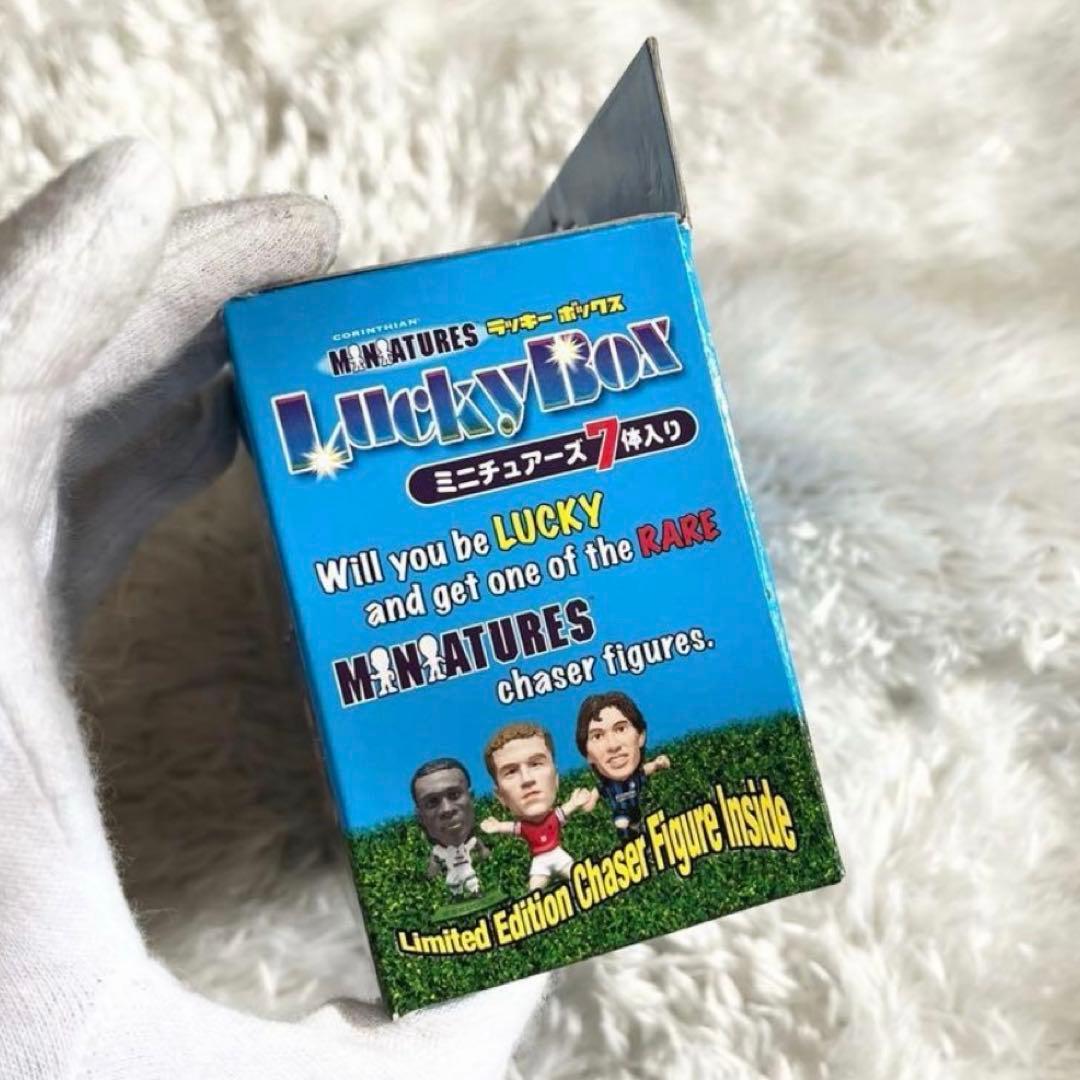 CORINTHIAN
MINIATURES ラッキー ボックス
LuckyBox
ミニチュアーズ7体入り
Will you be LUCKY
and get one of the RARE
MINIATURES™
chaser figures.
Limited Edition Chaser Figure Inside